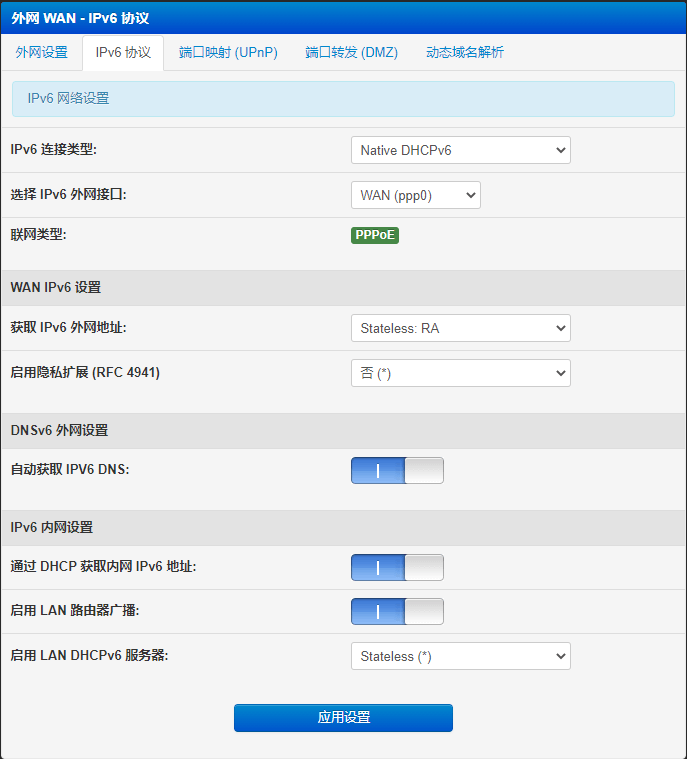 外网 WAN - IPv6 协议
外网设置 IPv6 协议 端口映射 (UPnP) 端口转发 (DMZ) 动态域名解析
IPv6 网络设置
IPv6 连接类型: Native DHCPv6
选择 IPv6 外网接口: WAN (ppp0)
联网类型: PPPoE
WAN IPv6 设置
获取 IPv6 外网地址: Stateless: RA
启用隐私扩展 (RFC 4941) 否 (*)
DNSv6 外网设置
自动获取 IPV6 DNS:
IPv6 内网设置
通过 DHCP 获取内网 IPv6 地址:
启用 LAN 路由器广播:
启用 LAN DHCPv6 服务器: Stateless (*)
应用设置